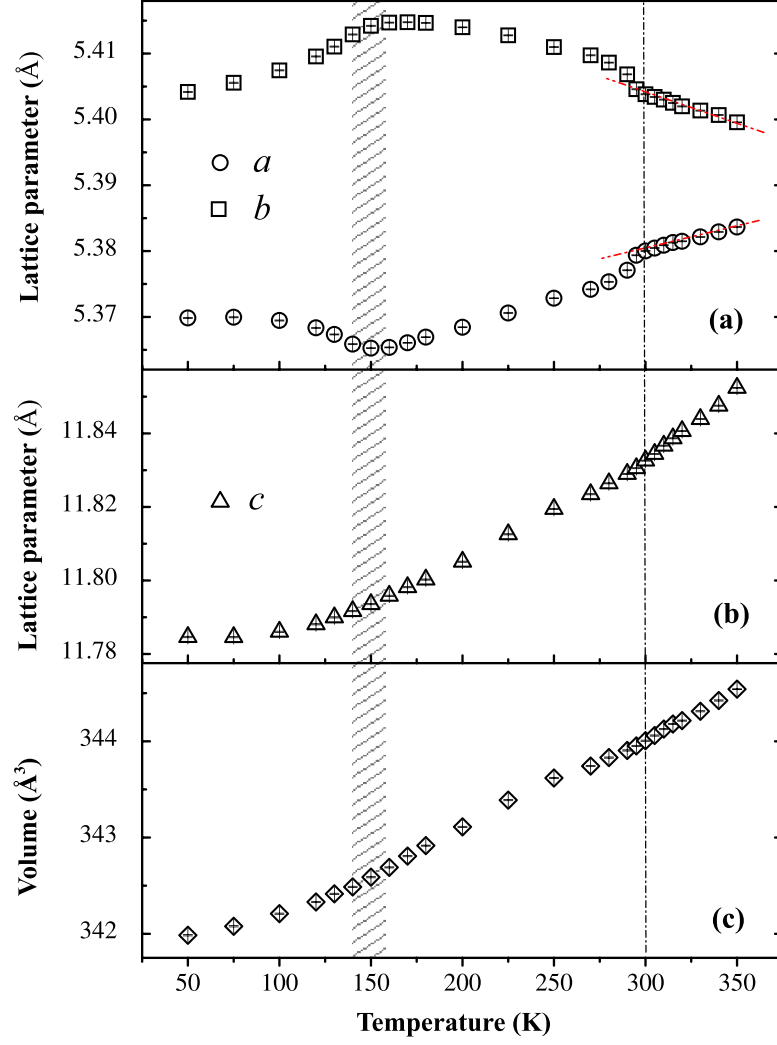 Lattice parameter (Å)
5.41
5.40
5.39
5.38
5.37
a
b
(a)
Lattice parameter (Å)
11.84
11.82
11.80
11.78
c
(b)
Volume (Å³)
344
343
342
(c)
50 100 150 200 250 300 350
Temperature (K)